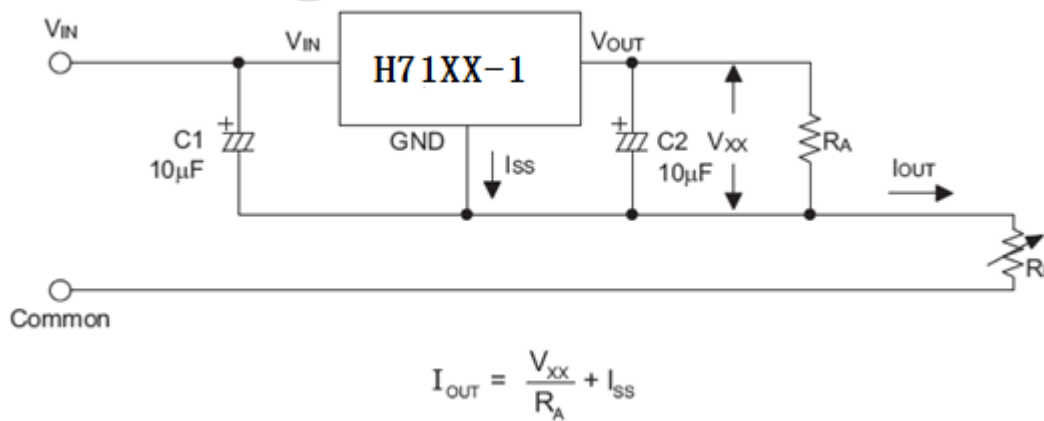 VIN
VIN
H71XX-1
VOUT
GND
ISS
C1
10µF
+
C2
10µF
+
VXX
RA
IOUT
Common
IOUT = VXX / RA + ISS